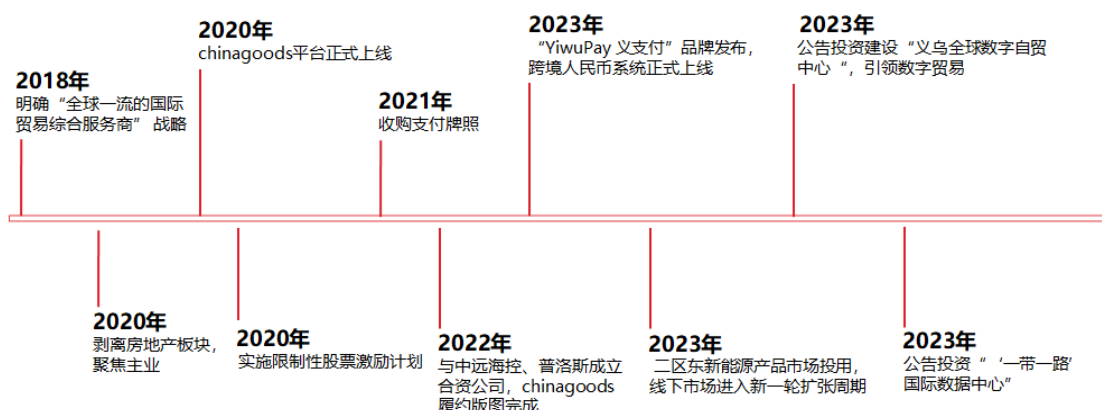 2018年
明确“全球一流的国际
贸易综合服务商” 战略
2020年
剥离房地产板块，
聚焦主业
2020年
chinagoods平台正式上线
2020年
实施限制性股票激励计划
2021年
收购支付牌照
2022年
与中远海控、普洛斯成立
合资公司，chinagoods
履约版图完成
2023年
“YiwuPay 义支付”品牌发布，
跨境人民币系统正式上线
2023年
二区东新能源产品市场投用，
线下市场进入新一轮扩张周期
2023年
公告投资建设“义乌全球数字自贸
中心“，引领数字贸易
2023年
公告投资“ ‘一带一路’
国际数据中心”